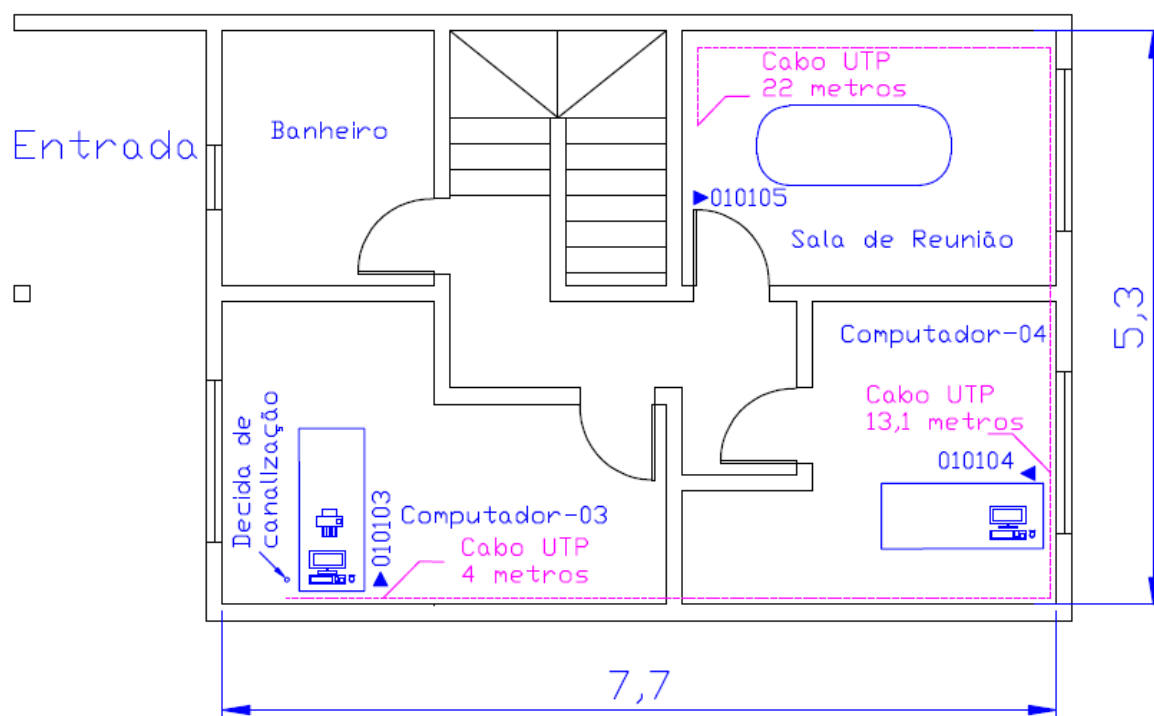 Cabo UTP
22 metros
Banheiro
Entrada
010105
Sala de Reunião
5,3
Computador-04
Cabo UTP
13,1 metros
010104
Decida de
canalização
010103
Computador-03
Cabo UTP
4 metros
7,7